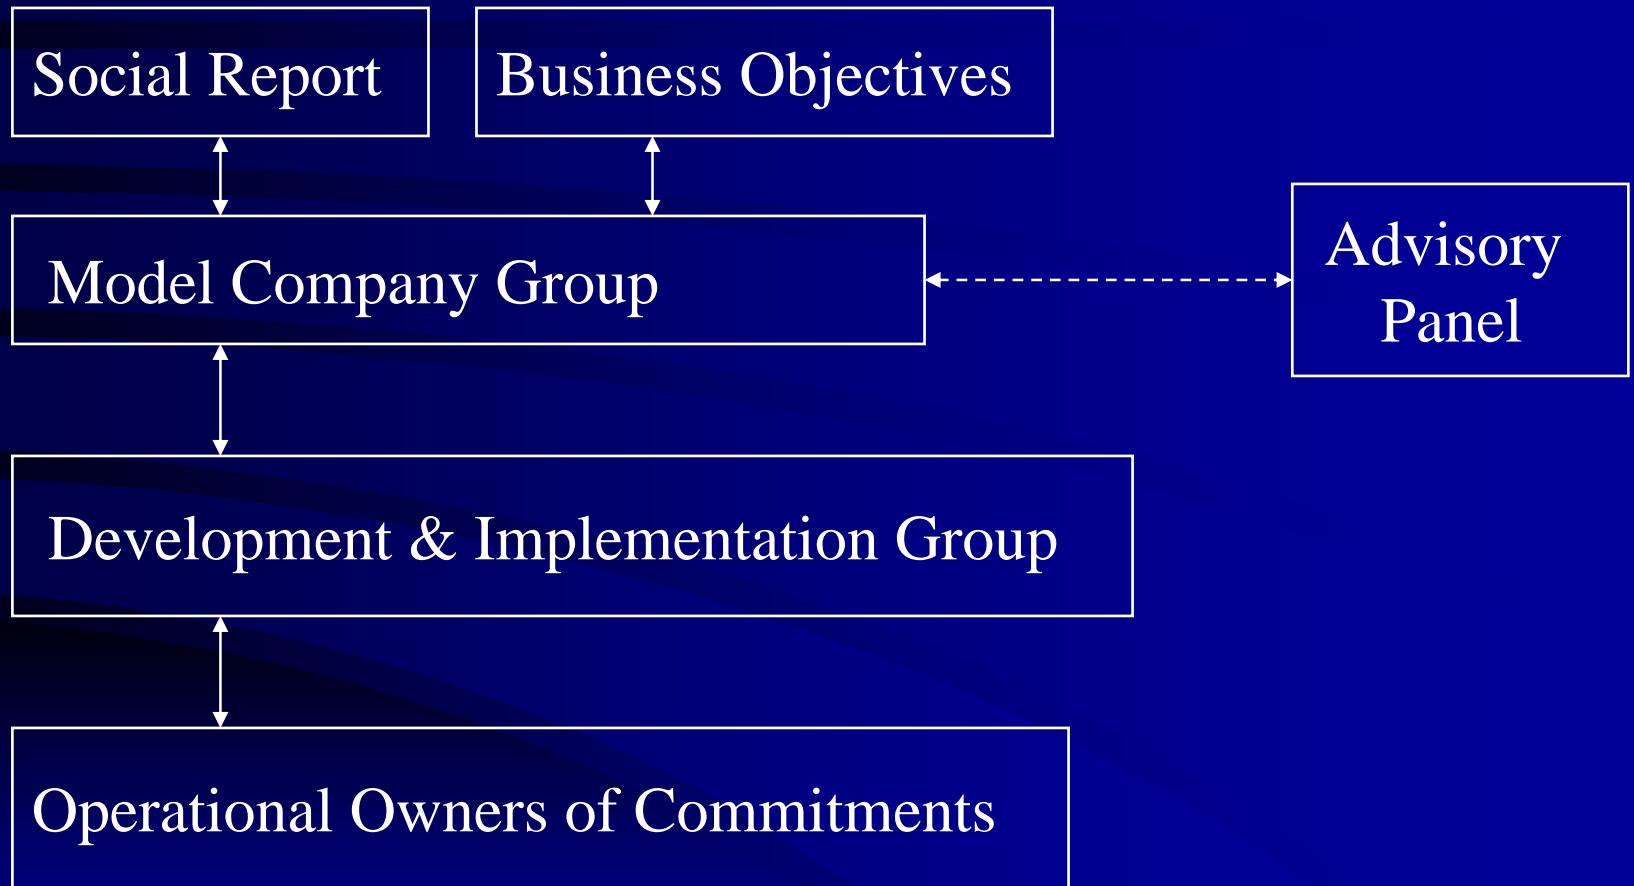 Social Report
Business Objectives
Model Company Group
Advisory
Panel
Development & Implementation Group
Operational Owners of Commitments